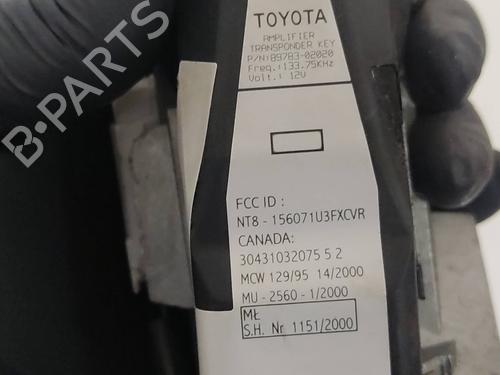 TOYOTA
AMPLIFIER
TRANSPONDER KEY
P/N:89783-02020
Freq.:133.75KHz
Volt.: 12V
FCC ID :
NT8 - 156071U3FXCVR
CANADA:
30431032075 5 2
MCW 129/95 14/2000
MU - 2560 - 1/2000
MŁ
S.H. Nr 1151/2000
B-PARTS